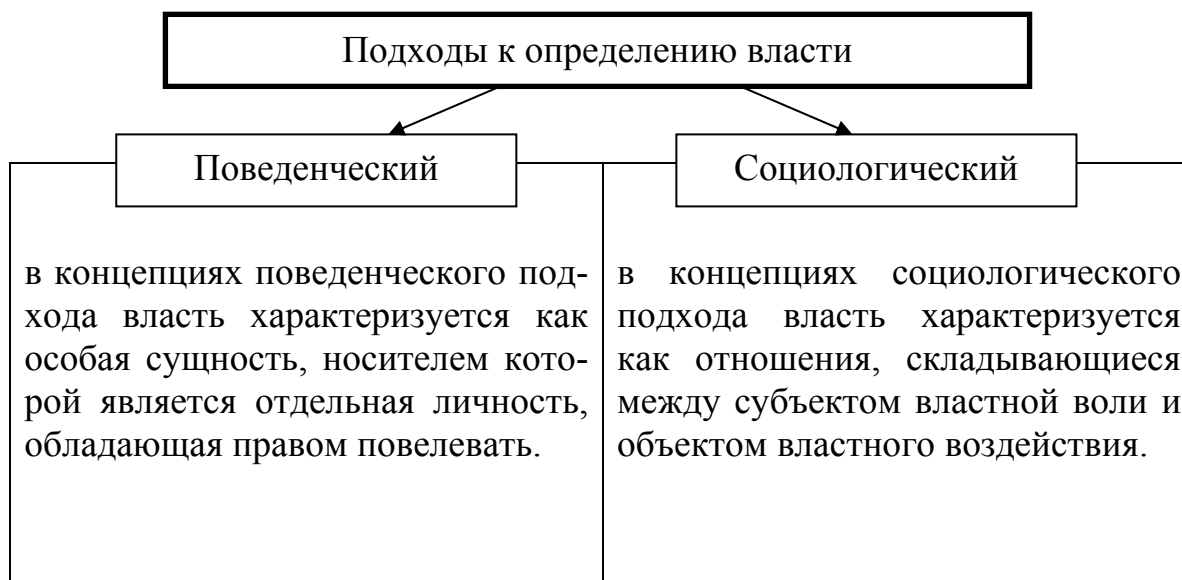 Подходы к определению власти
Поведенческий
Социологический
в концепциях поведенческого под-
хода власть характеризуется как
особая сущность, носителем кото-
рой является отдельная личность,
обладающая правом повелевать.
в концепциях социологического
подхода власть характеризуется
как отношения, складывающиеся
между субъектом властной воли и
объектом властного воздействия.